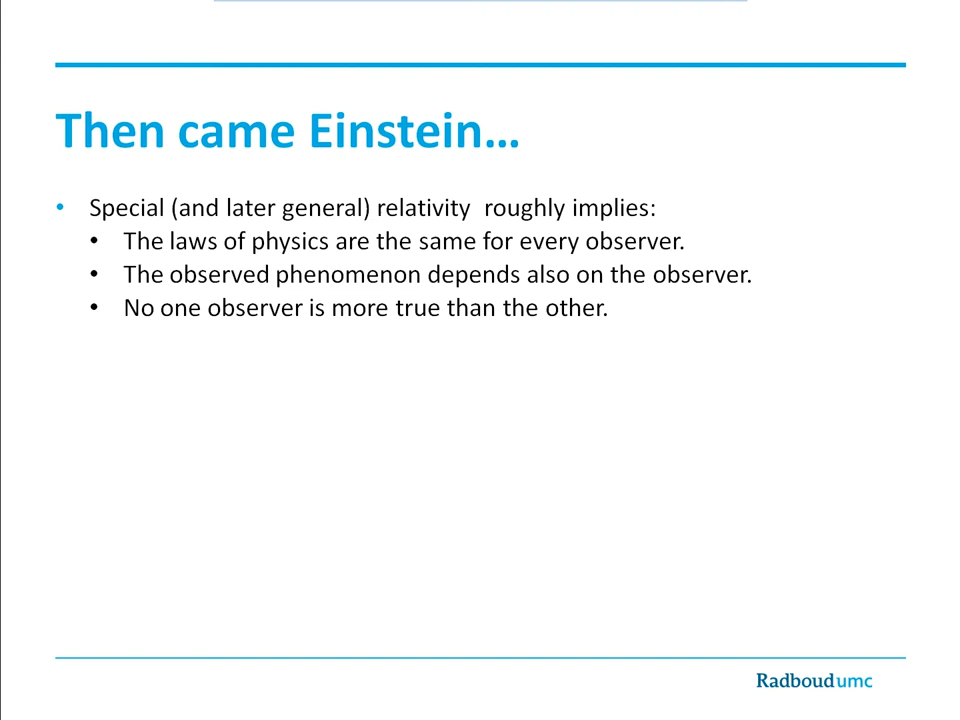 Then came Einstein...
• Special (and later general) relativity  roughly implies:
• The laws of physics are the same for every observer.
• The observed phenomenon depends also on the observer.
• No one observer is more true than the other.
Radboudumc